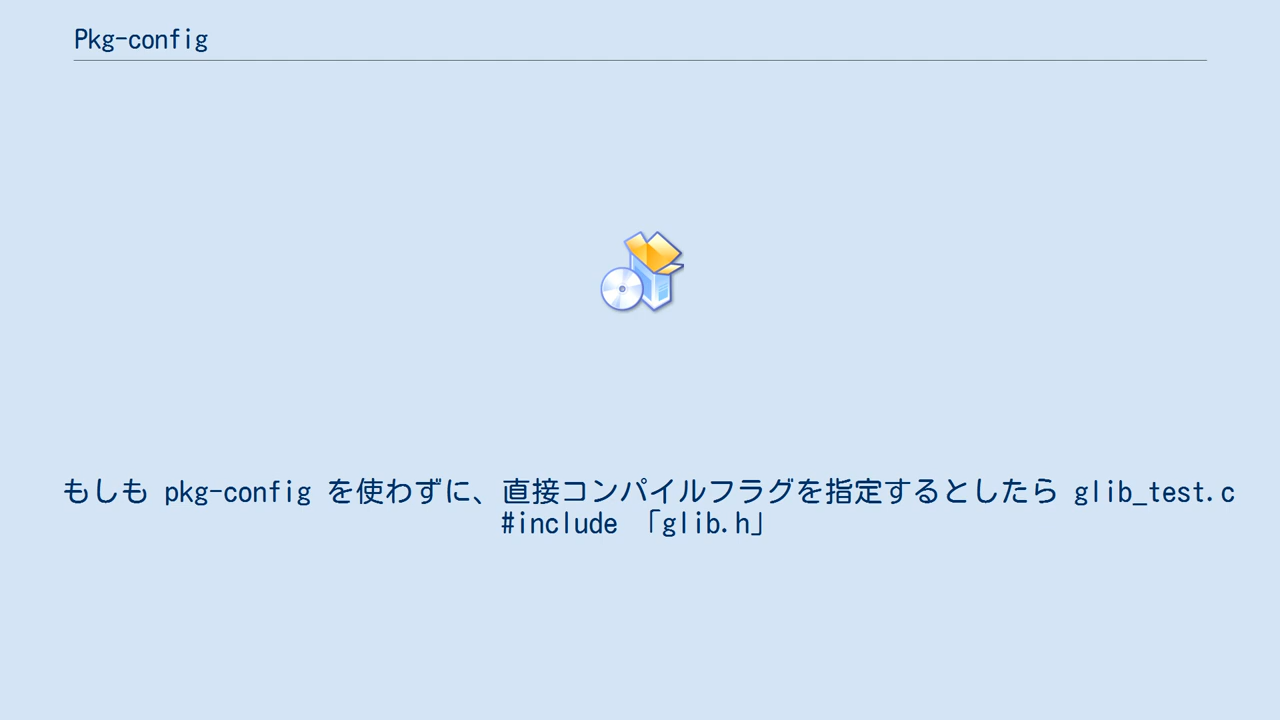 Pkg-config
もしも pkg-config を使わずに、直接コンパイルフラグを指定するとしたら glib_test.c
#include 「glib.h」